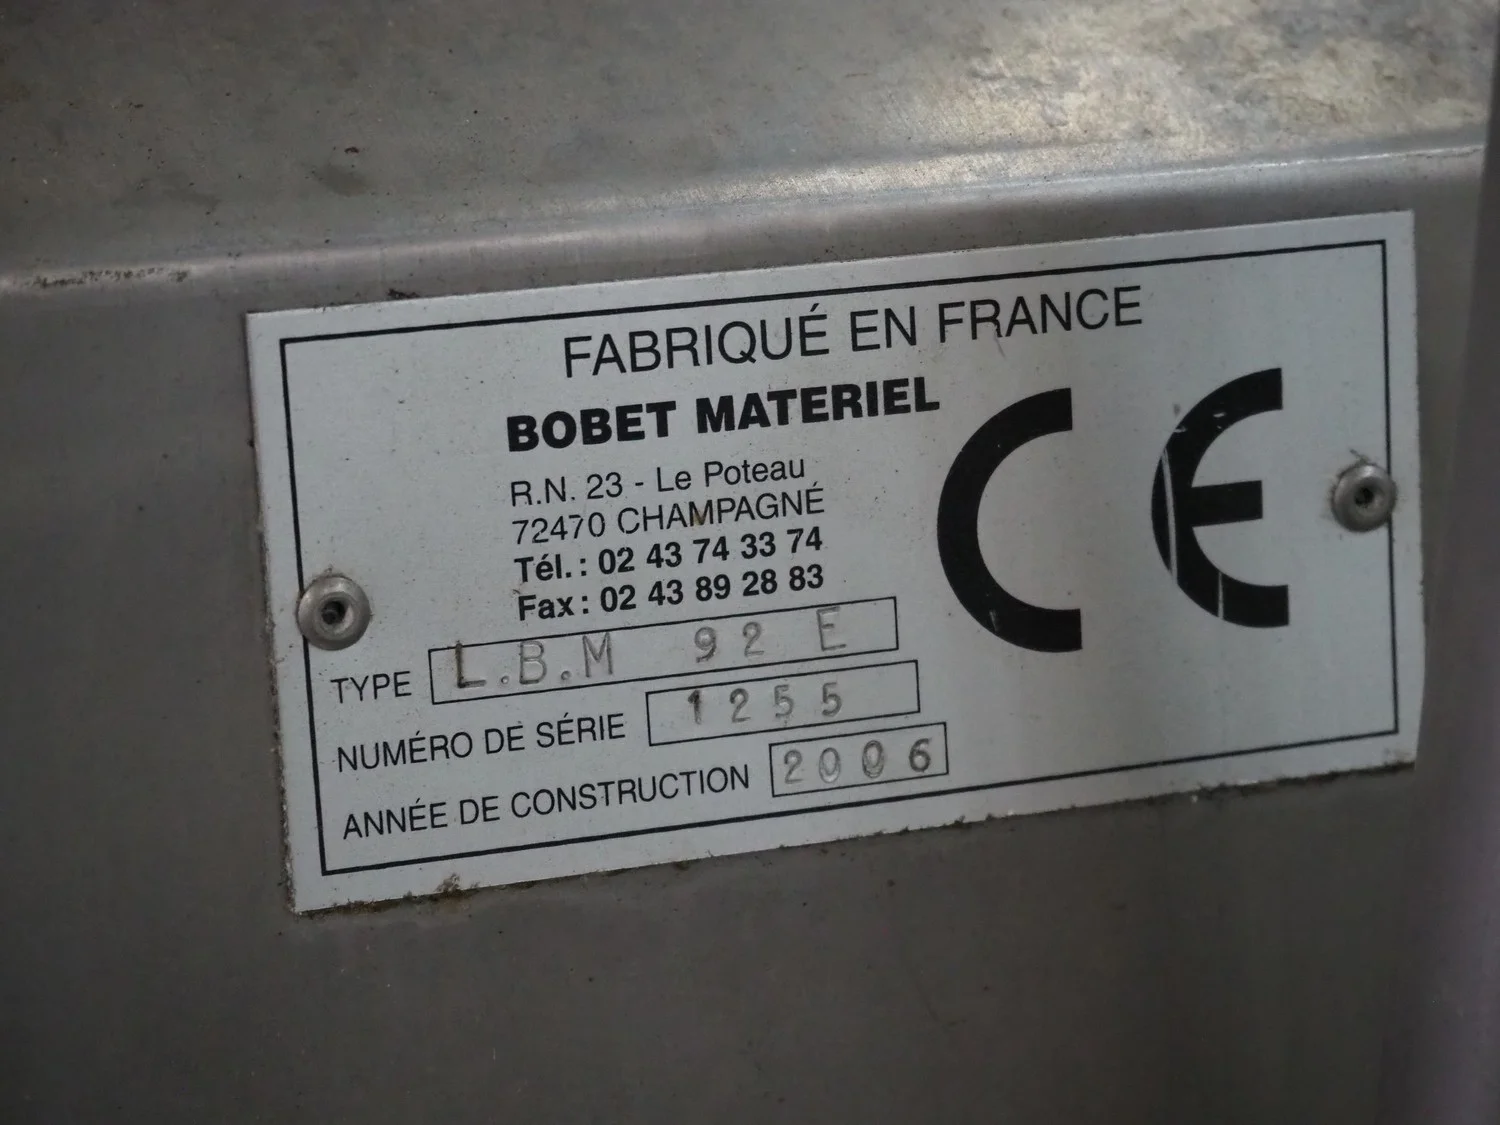 FABRIQUÉ EN FRANCE
BOBET MATERIEL
R.N. 23 - Le Poteau
72470 CHAMPAGNÉ
Tél. : 02 43 74 33 74
Fax : 02 43 89 28 83
CE
TYPE L.B.M 92 E
NUMÉRO DE SÉRIE 1255
ANNÉE DE CONSTRUCTION 2006